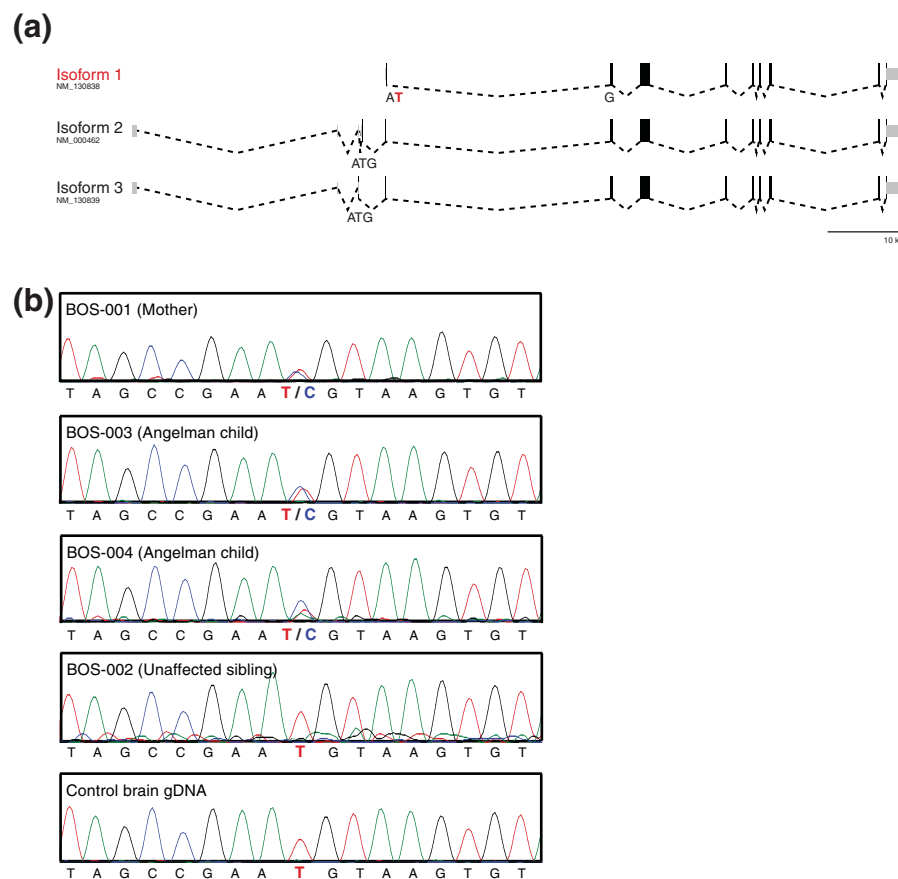 (a)
Isoform 1
NM_130838
AT
G
Isoform 2
NM_000462
ATG
Isoform 3
NM_130839
ATG
10 k
(b)
BOS-001 (Mother)
T A G C C G A A T/C G T A A G T G T
BOS-003 (Angelman child)
T A G C C G A A T/C G T A A G T G T
BOS-004 (Angelman child)
T A G C C G A A T/C G T A A G T G T
BOS-002 (Unaffected sibling)
T A G C C G A A T G T A A G T G T
Control brain gDNA
T A G C C G A A T G T A A G T G T